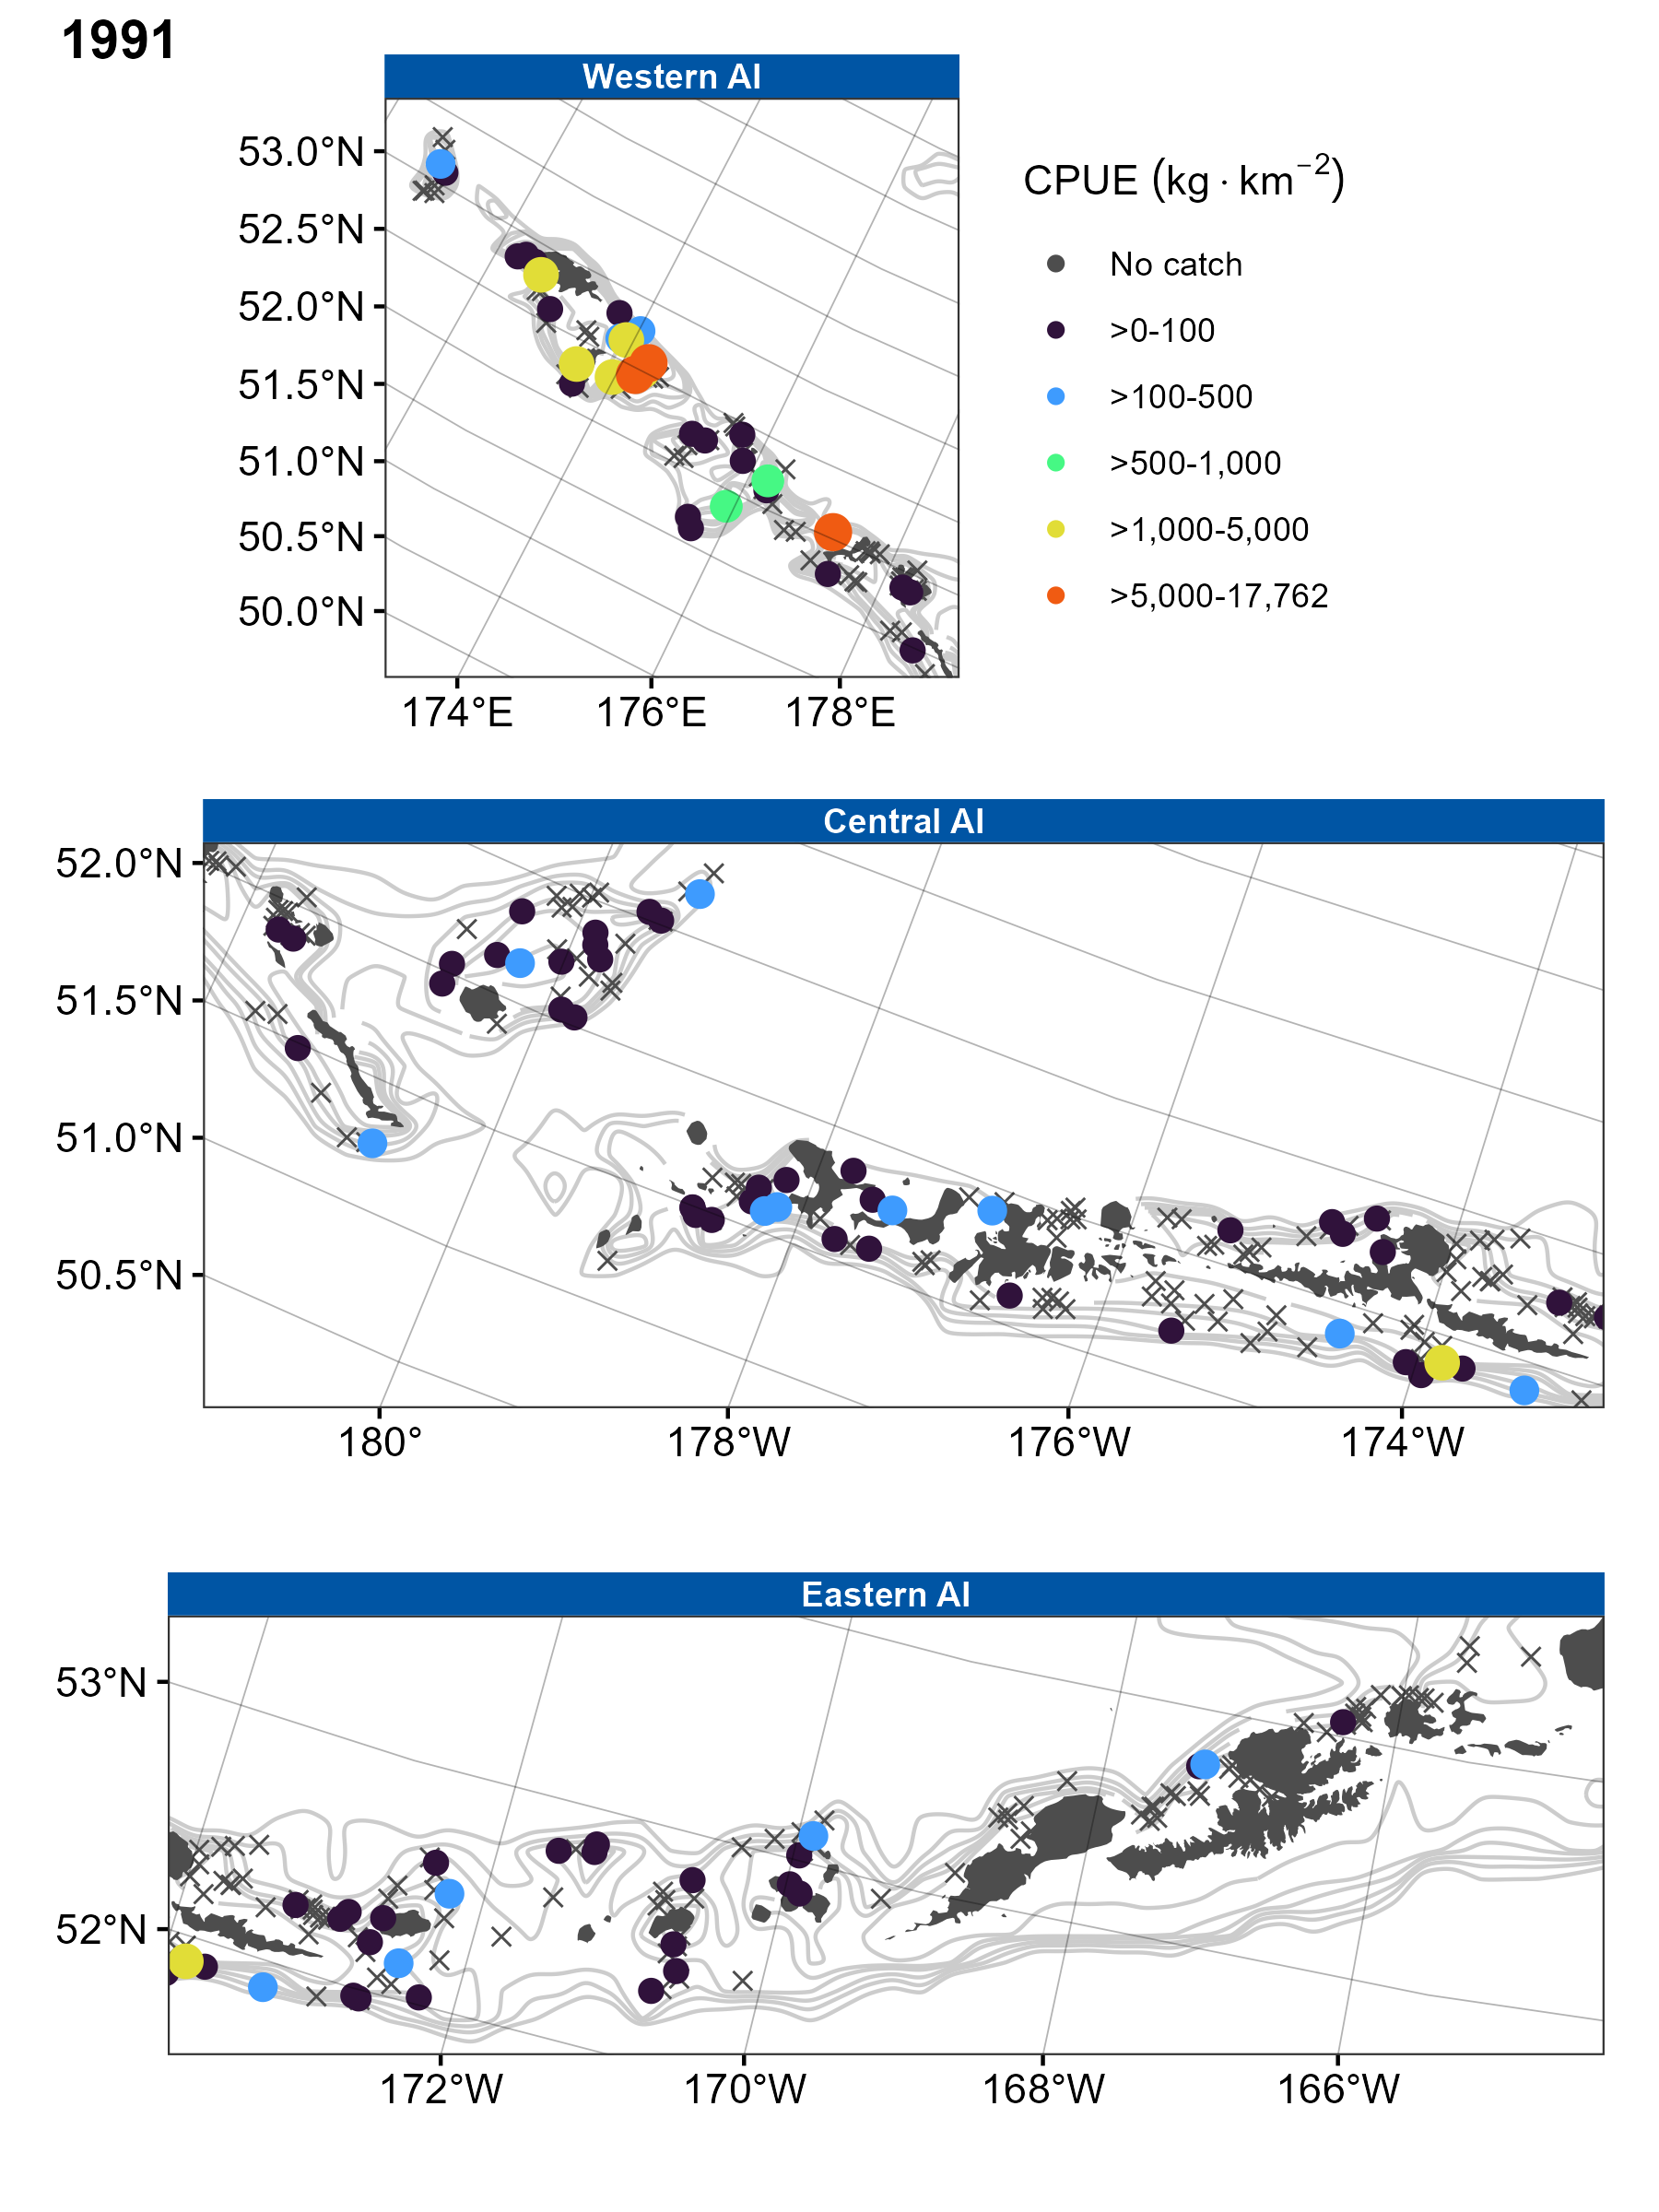 1991
Western AI
53.0°N
52.5°N
52.0°N
51.5°N
51.0°N
50.5°N
50.0°N
174°E 176°E 178°E
CPUE (kg · km⁻²)
No catch
>0-100
>100-500
>500-1,000
>1,000-5,000
>5,000-17,762
Central AI
52.0°N
51.5°N
51.0°N
50.5°N
180° 178°W 176°W 174°W
Eastern AI
53°N
52°N
172°W 170°W 168°W 166°W